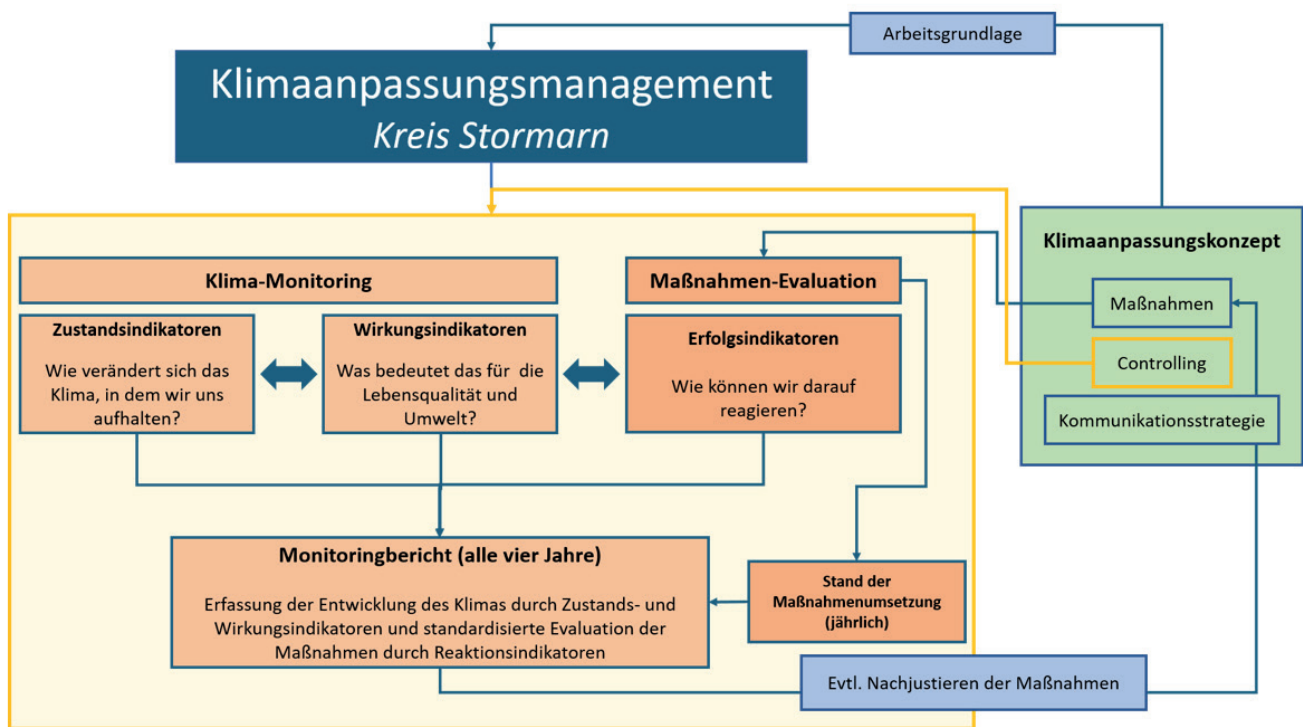 Arbeitsgrundlage
Klimaanpassungsmanagement
Kreis Stormarn
Klimaanpassungskonzept
Maßnahmen
Controlling
Kommunikationsstrategie
Klima-Monitoring
Maßnahmen-Evaluation
Zustandsindikatoren
Wie verändert sich das
Klima, in dem wir uns
aufhalten?
Wirkungsindikatoren
Was bedeutet das für die
Lebensqualität und
Umwelt?
Erfolgsindikatoren
Wie können wir darauf
reagieren?
Monitoringbericht (alle vier Jahre)
Erfassung der Entwicklung des Klimas durch Zustands- und
Wirkungsindikatoren und standardisierte Evaluation der
Maßnahmen durch Reaktionsindikatoren
Stand der
Maßnahmenumsetzung
(jährlich)
Evtl. Nachjustieren der Maßnahmen